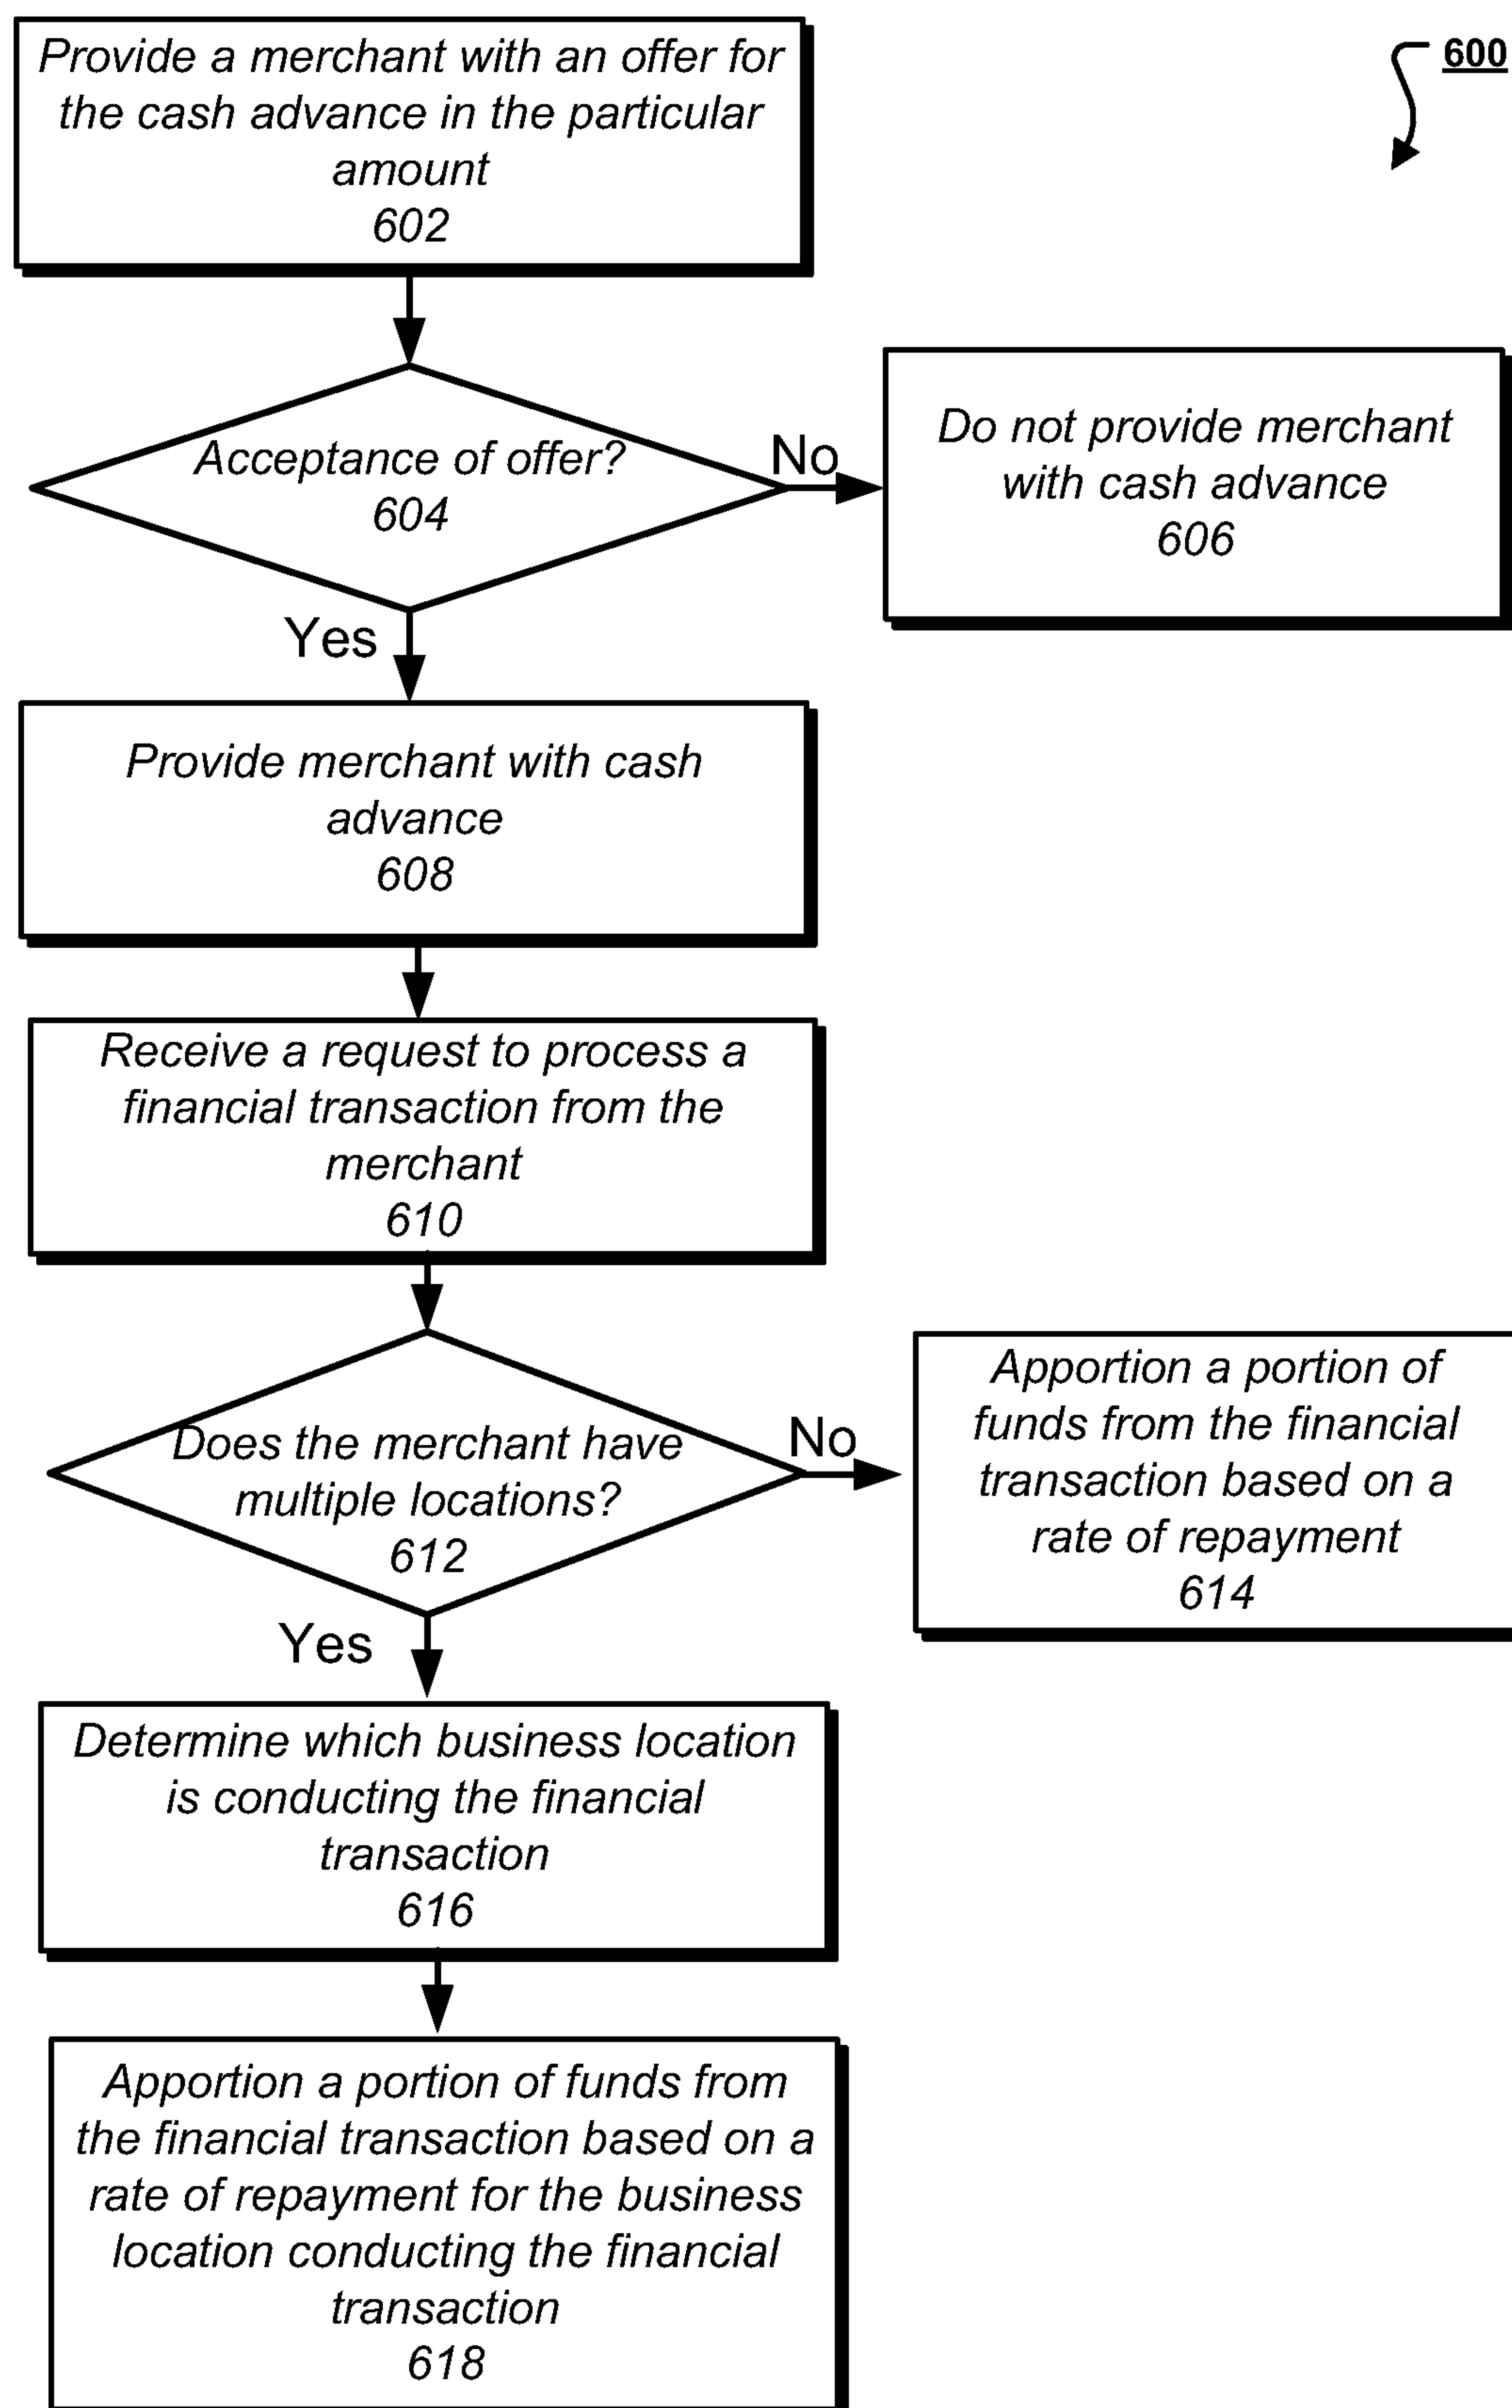 600
Provide a merchant with an offer for
the cash advance in the particular
amount
602
Acceptance of offer?
604
No
Do not provide merchant
with cash advance
606
Yes
Provide merchant with cash
advance
608
Receive a request to process a
financial transaction from the
merchant
610
Does the merchant have
multiple locations?
612
No
Apportion a portion of
funds from the financial
transaction based on a
rate of repayment
614
Yes
Determine which business location
is conducting the financial
transaction
616
Apportion a portion of funds from
the financial transaction based on a
rate of repayment for the business
location conducting the financial
transaction
618